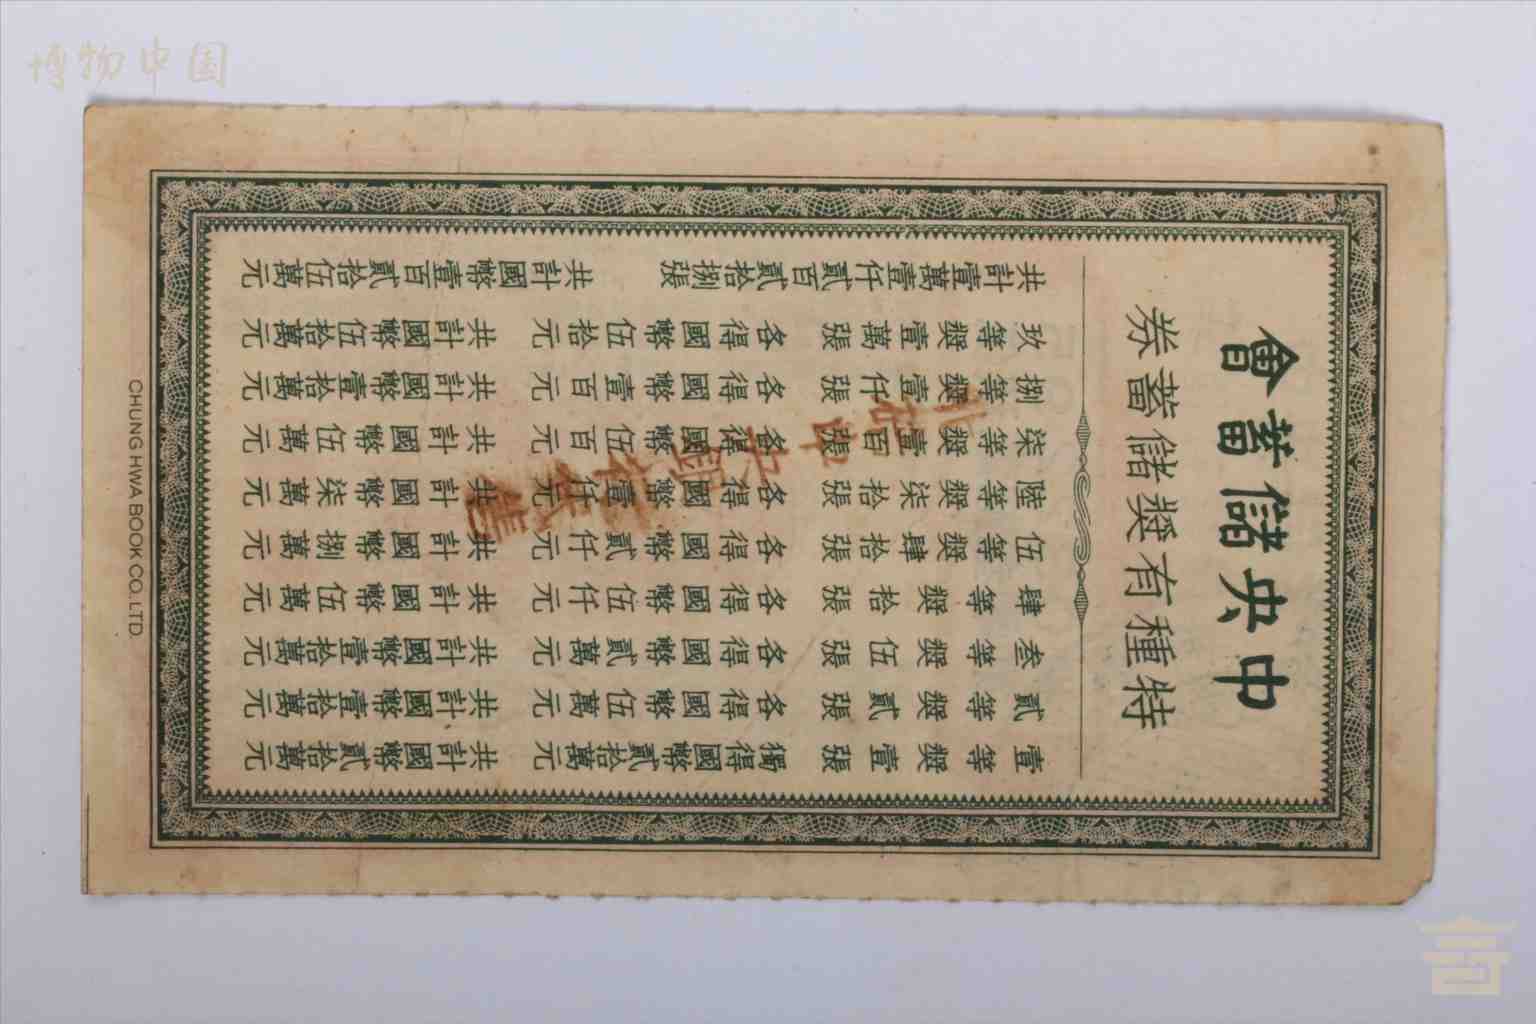 博物中国
中央儲蓄會
特種有獎儲蓄券
壹等獎壹張 獨得國幣貳拾萬元 共計國幣貳拾萬元
貳等獎貳張 各得國幣伍萬元 共計國幣壹拾萬元
叁等獎伍張 各得國幣貳萬元 共計國幣壹拾萬元
肆等獎拾張 各得國幣伍仟元 共計國幣伍萬元
伍等獎肆拾張 各得國幣貳仟元 共計國幣捌萬元
陸等獎柒拾張 各得國幣壹仟元 共計國幣柒萬元
柒等獎壹百張 各得國幣伍百元 共計國幣伍萬元
捌等獎壹仟張 各得國幣壹百元 共計國幣壹拾萬元
玖等獎壹萬張 各得國幣伍拾元 共計國幣伍拾萬元
共計壹萬壹仟貳百貳拾捌張 共計國幣壹百貳拾伍萬元
CHUNG HWA BOOK CO. LTD.